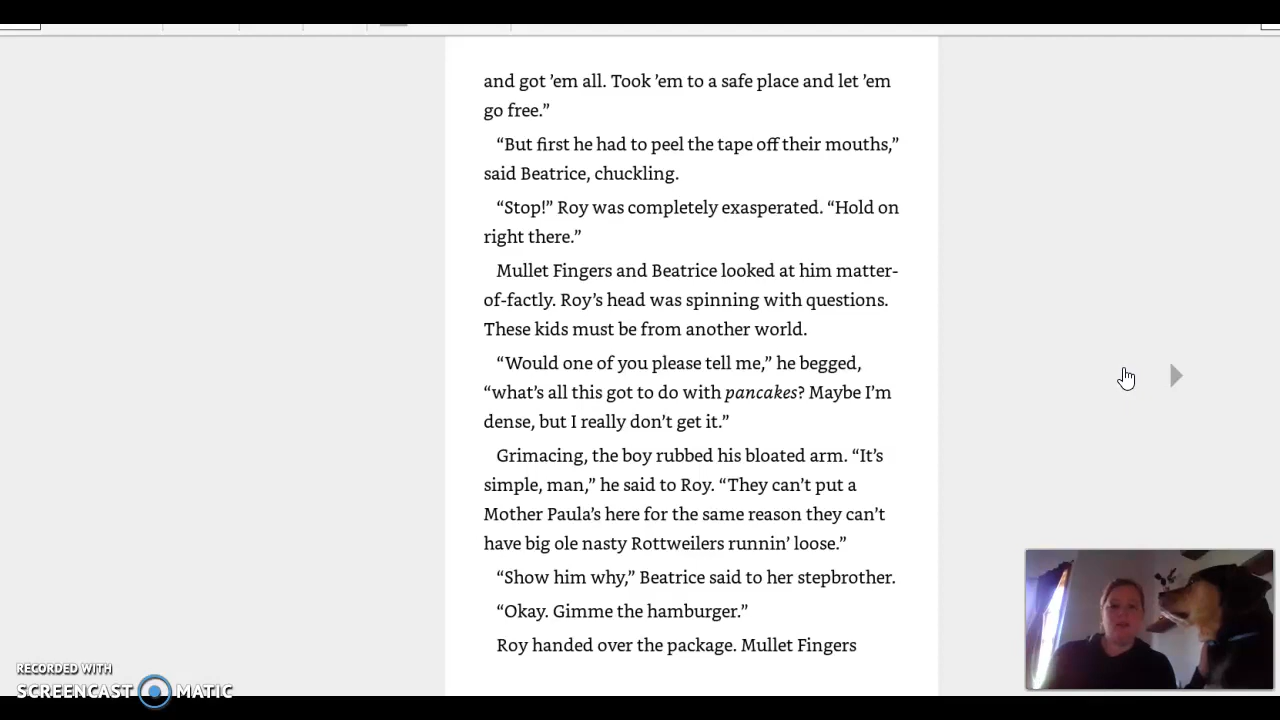 and got ’em all. Took ’em to a safe place and let ’em
go free.”
“But first he had to peel the tape off their mouths,”
said Beatrice, chuckling.
“Stop!” Roy was completely exasperated. “Hold on
right there.”
Mullet Fingers and Beatrice looked at him matter-
of-factly. Roy’s head was spinning with questions.
These kids must be from another world.
“Would one of you please tell me,” he begged,
“what’s all this got to do with pancakes? Maybe I’m
dense, but I really don’t get it.”
Grimacing, the boy rubbed his bloated arm. “It’s
simple, man,” he said to Roy. “They can’t put a
Mother Paula’s here for the same reason they can’t
have big ole nasty Rottweilers runnin’ loose.”
“Show him why,” Beatrice said to her stepbrother.
“Okay. Gimme the hamburger.”
Roy handed over the package. Mullet Fingers
RECORDED WITH
SCREENCAST MATIC